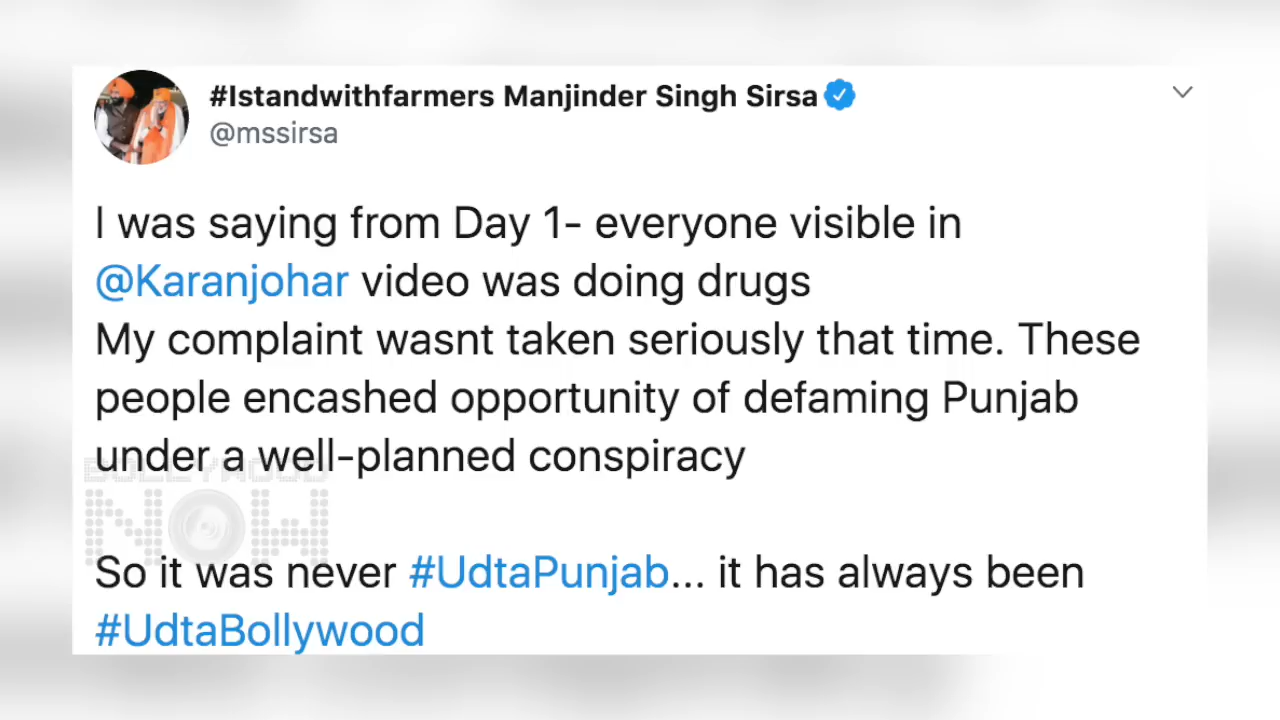 #Istandwithfarmers Manjinder Singh Sirsa
@mssirsa
I was saying from Day 1- everyone visible in
@Karanjohar video was doing drugs
My complaint wasnt taken seriously that time. These
people encashed opportunity of defaming Punjab
under a well-planned conspiracy
BOLLYWOOD
NOW
So it was never #UdtaPunjab... it has always been
#UdtaBollywood